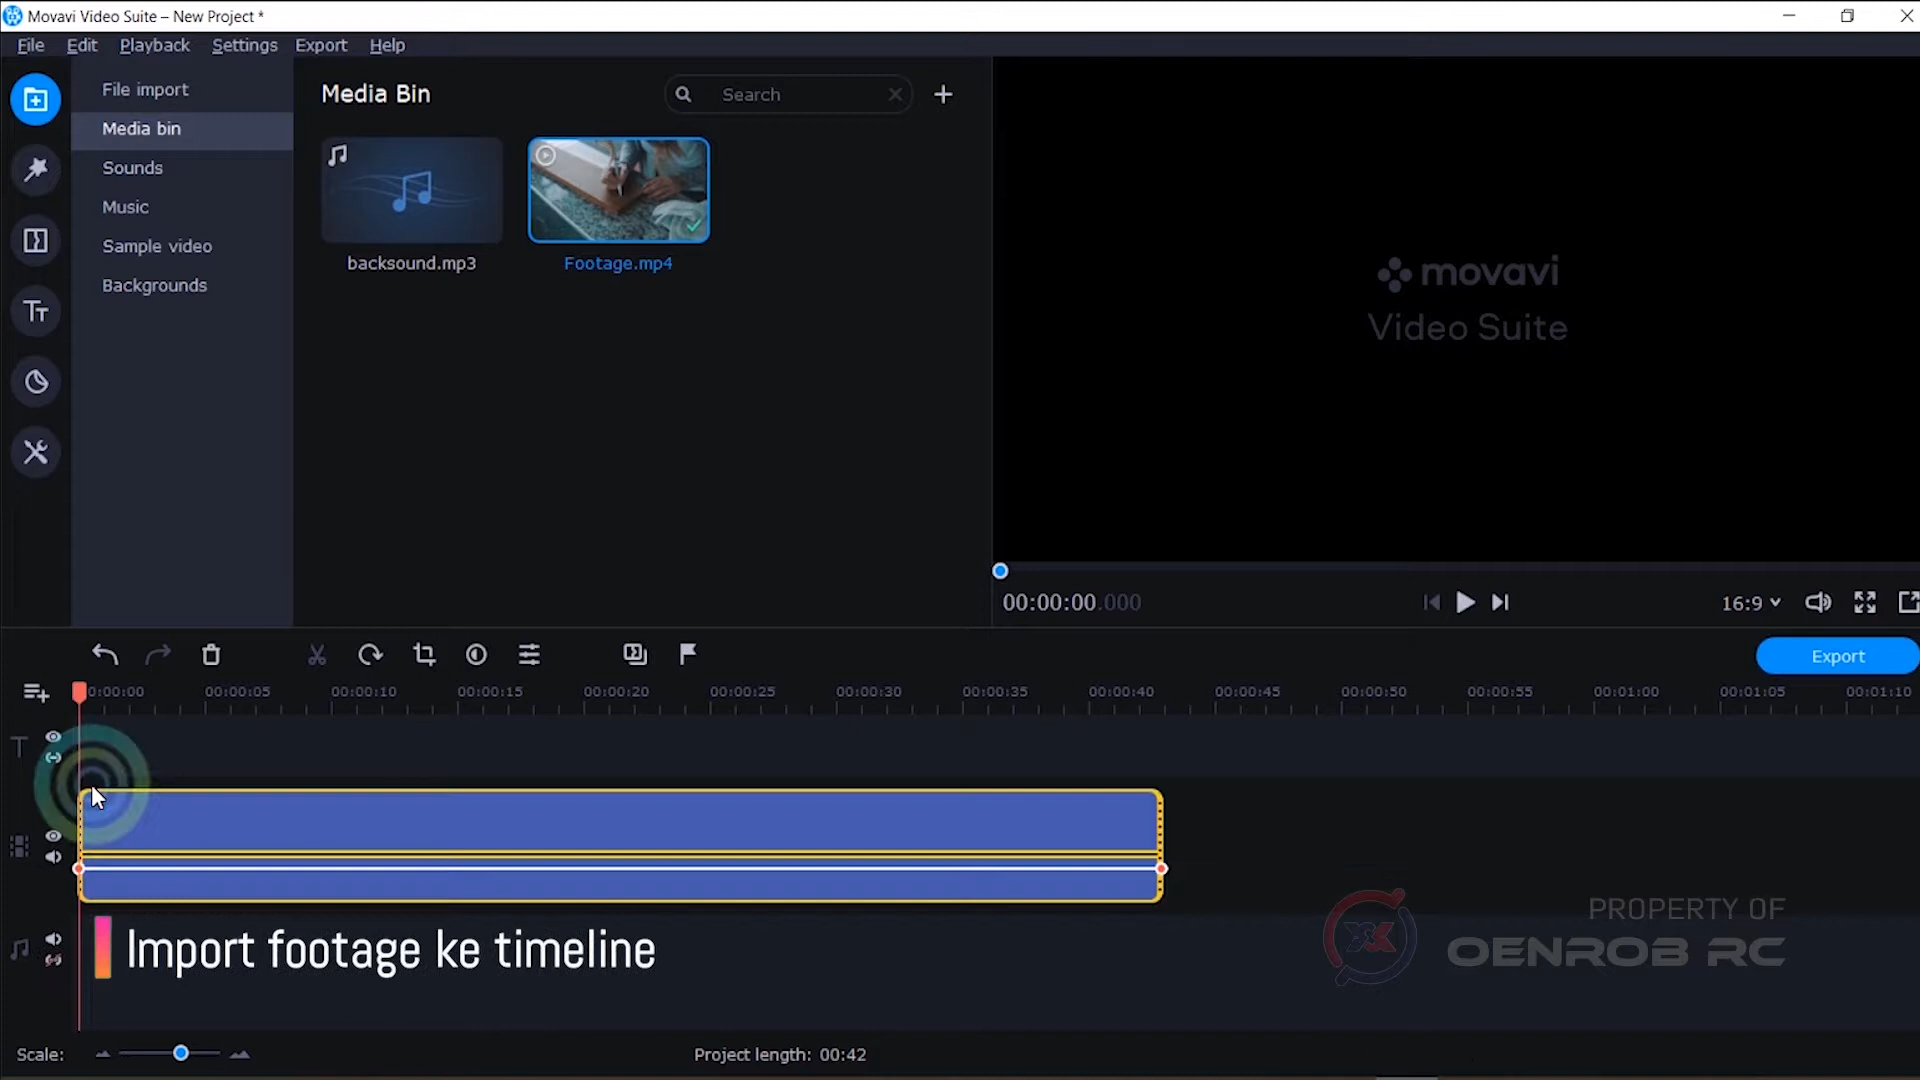 Movavi Video Suite – New Project *
File Edit Playback Settings Export Help
File import
Media bin
Sounds
Music
Sample video
Backgrounds
Media Bin
Search
backsound.mp3
Footage.mp4
movavi
Video Suite
00:00:00.000
16:9
Export
0:00:00 00:00:05 00:00:10 00:00:15 00:00:20 00:00:25 00:00:30 00:00:35 00:00:40 00:00:45 00:00:50 00:00:55 00:01:00 00:01:05 00:01:10
Import footage ke timeline
PROPERTY OF
OENROB RC
Scale:
Project length: 00:42